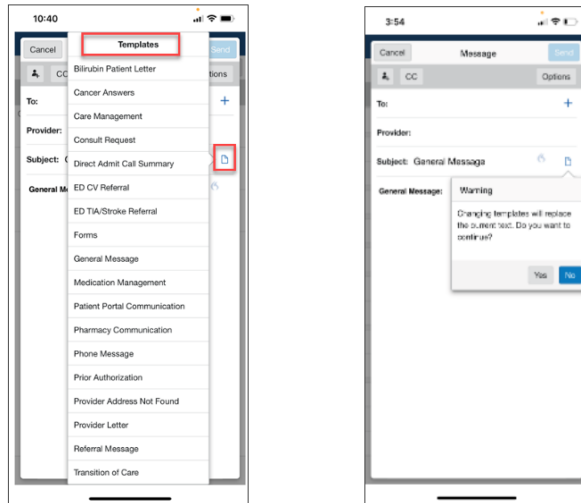 10:40
Templates
Cancel
Send
Bilirubin Patient Letter
CC
tions
Cancer Answers
To:
Care Management
Provider:
Consult Request
Subject:
Direct Admit Call Summary
General M
ED CV Referral
ED TIA/Stroke Referral
Forms
General Message
Medication Management
Patient Portal Communication
Pharmacy Communication
Phone Message
Prior Authorization
Provider Address Not Found
Provider Letter
Referral Message
Transition of Care
3:54
Cancel Message Send
CC Options
To:
Provider:
Subject: General Message
General Message:
Warning
Changing templates will replace
the current text. Do you want to
continue?
Yes No